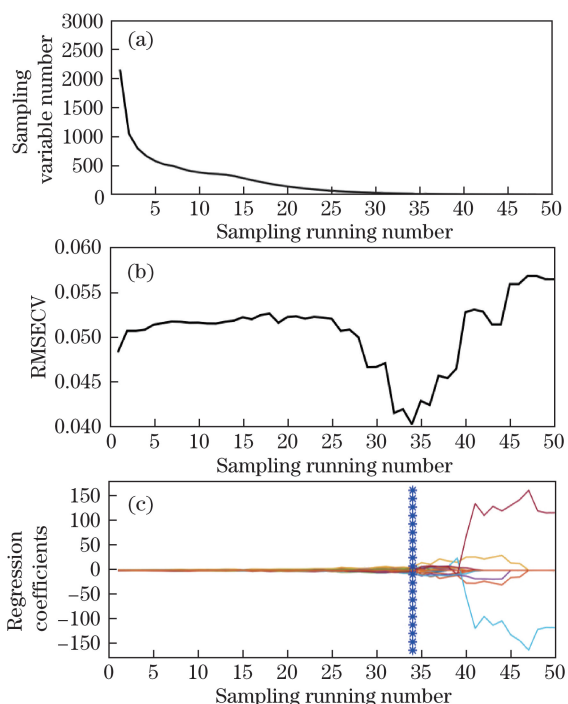 3000
2500
2000
1500
1000
500
0
Sampling
variable number
(a)
5 10 15 20 25 30 35 40 45 50
Sampling running number
0.060
0.055
0.050
0.045
0.040
RMSECV
(b)
0 5 10 15 20 25 30 35 40 45 50
Sampling running number
150
100
50
0
−50
−100
−150
Regression
coefficients
(c)
0 5 10 15 20 25 30 35 40 45 50
Sampling running number